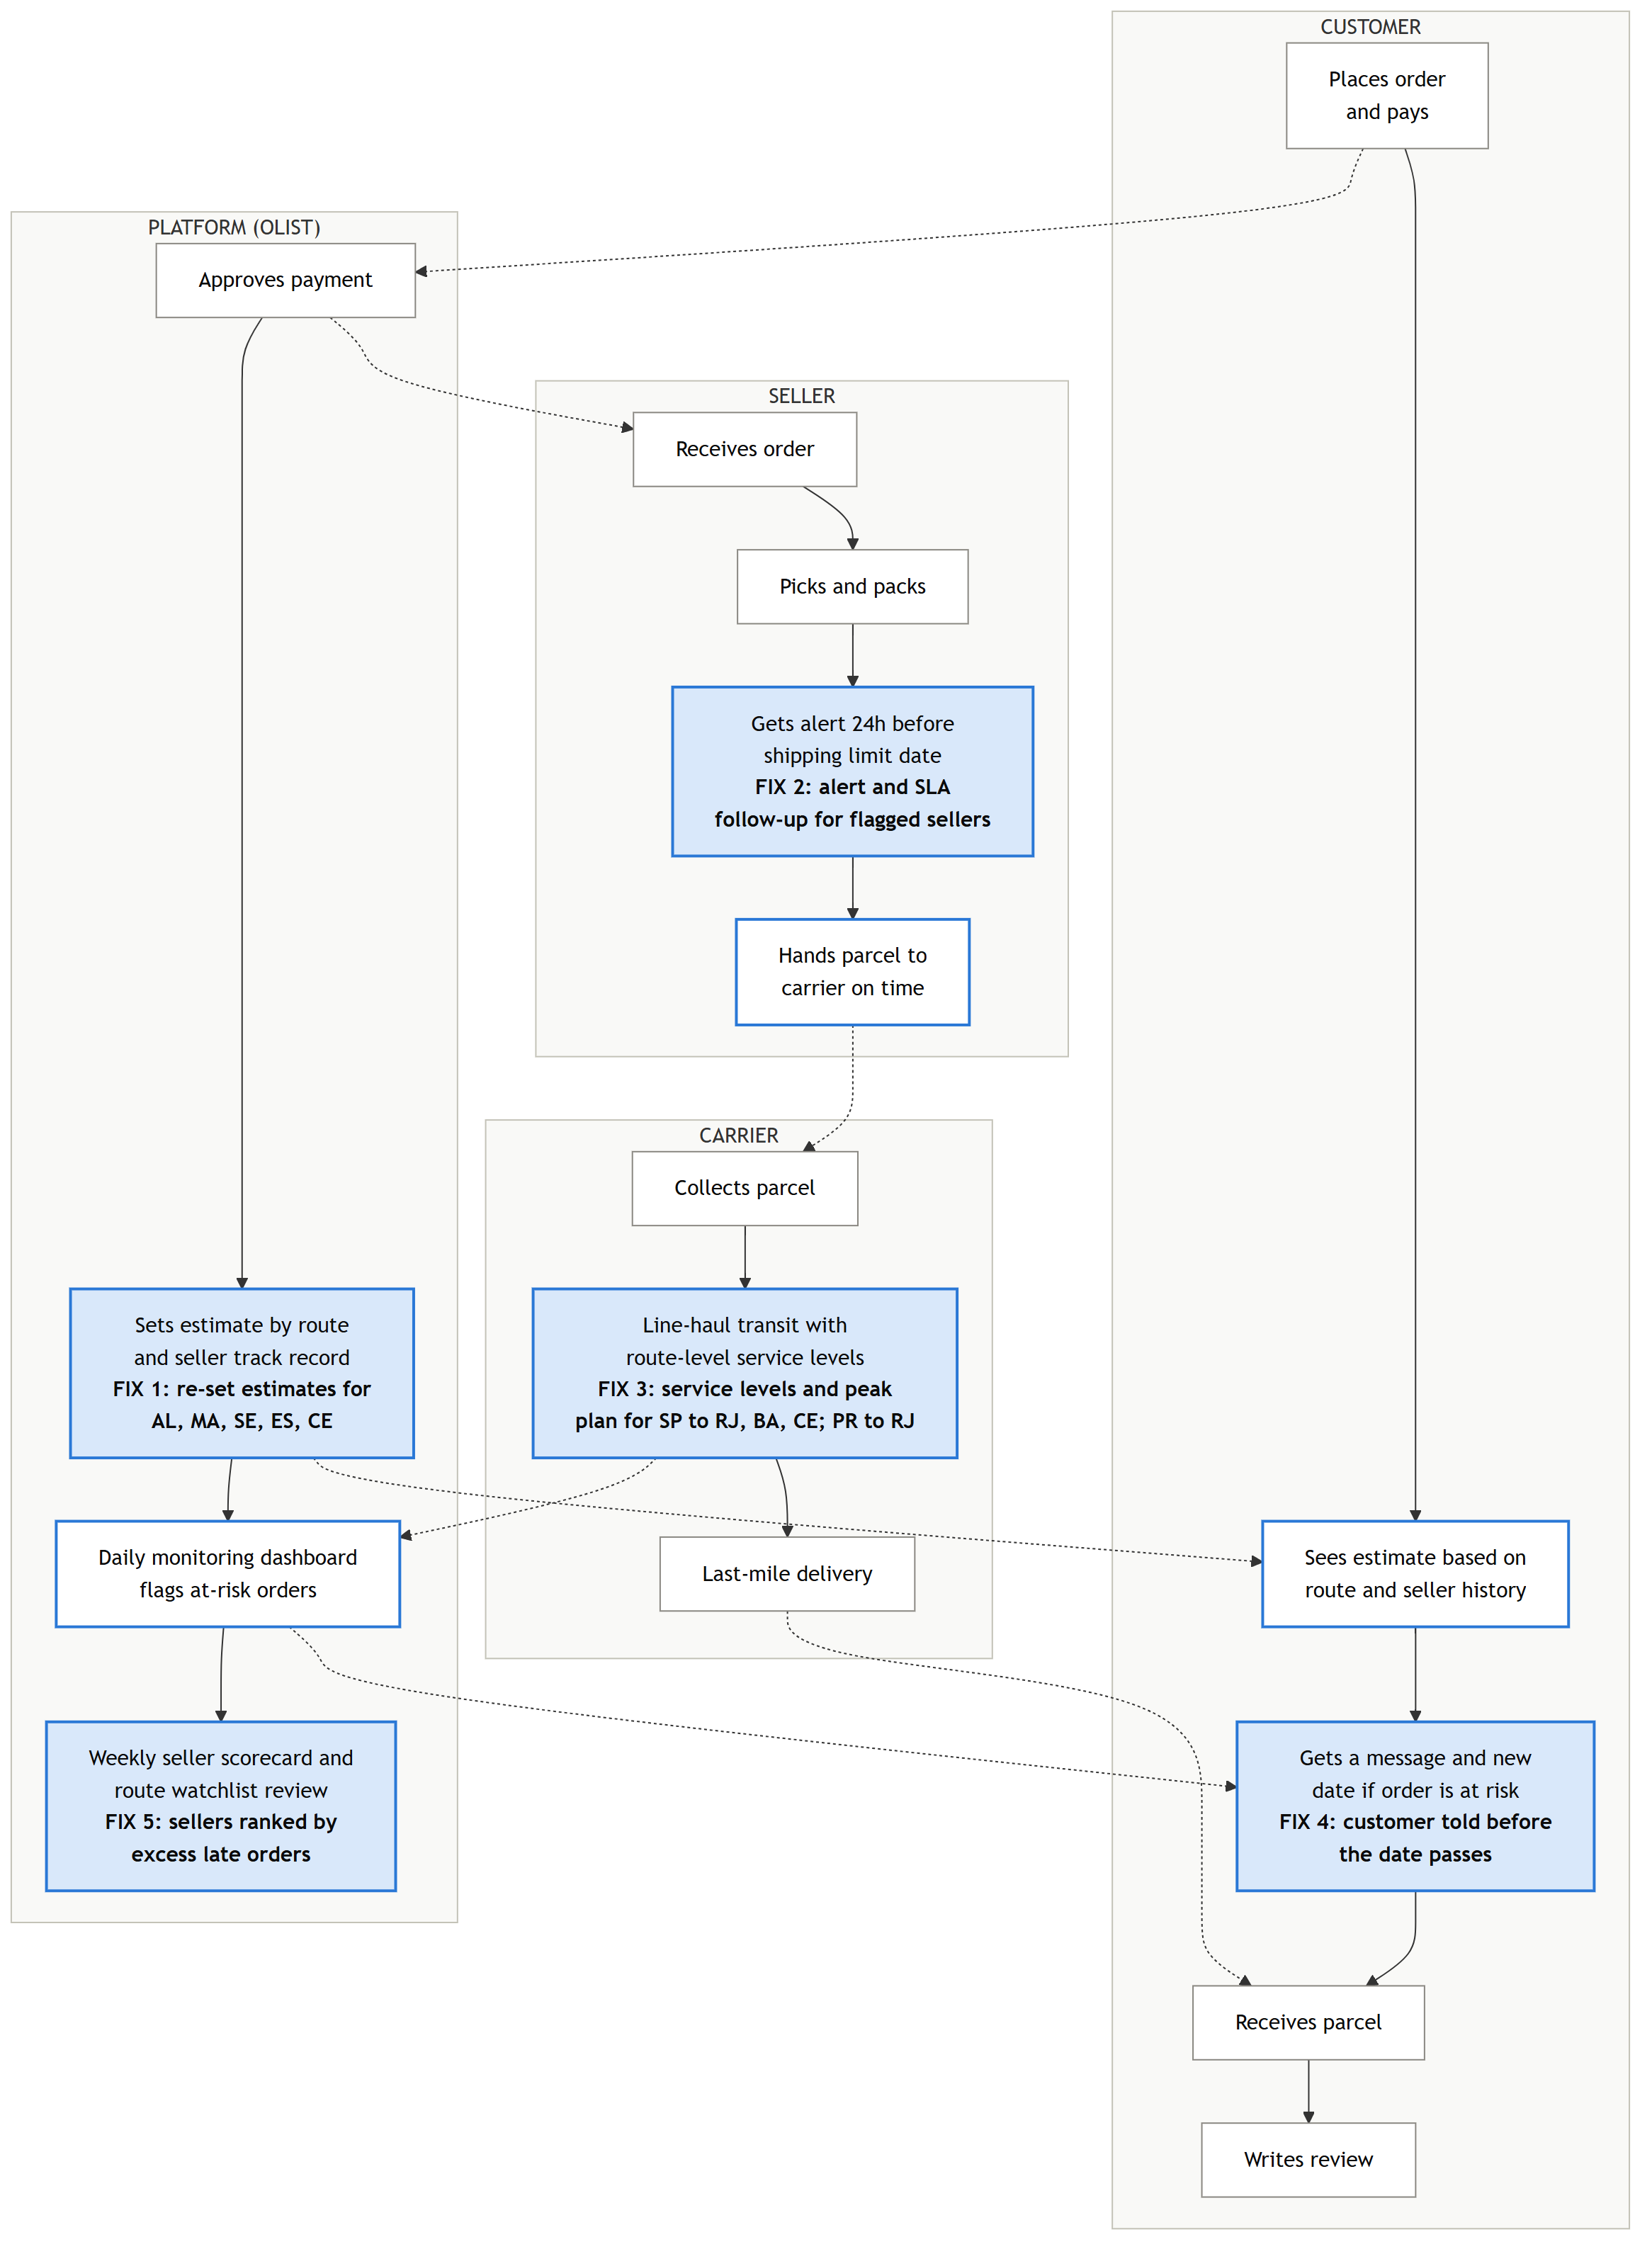 CUSTOMER
Places order
and pays
PLATFORM (OLIST)
Approves payment
SELLER
Receives order
Picks and packs
Gets alert 24h before
shipping limit date
FIX 2: alert and SLA
follow-up for flagged sellers
Hands parcel to
carrier on time
CARRIER
Collects parcel
Sets estimate by route
and seller track record
FIX 1: re-set estimates for
AL, MA, SE, ES, CE
Line-haul transit with
route-level service levels
FIX 3: service levels and peak
plan for SP to RJ, BA, CE; PR to RJ
Daily monitoring dashboard
flags at-risk orders
Last-mile delivery
Sees estimate based on
route and seller history
Weekly seller scorecard and
route watchlist review
FIX 5: sellers ranked by
excess late orders
Gets a message and new
date if order is at risk
FIX 4: customer told before
the date passes
Receives parcel
Writes review